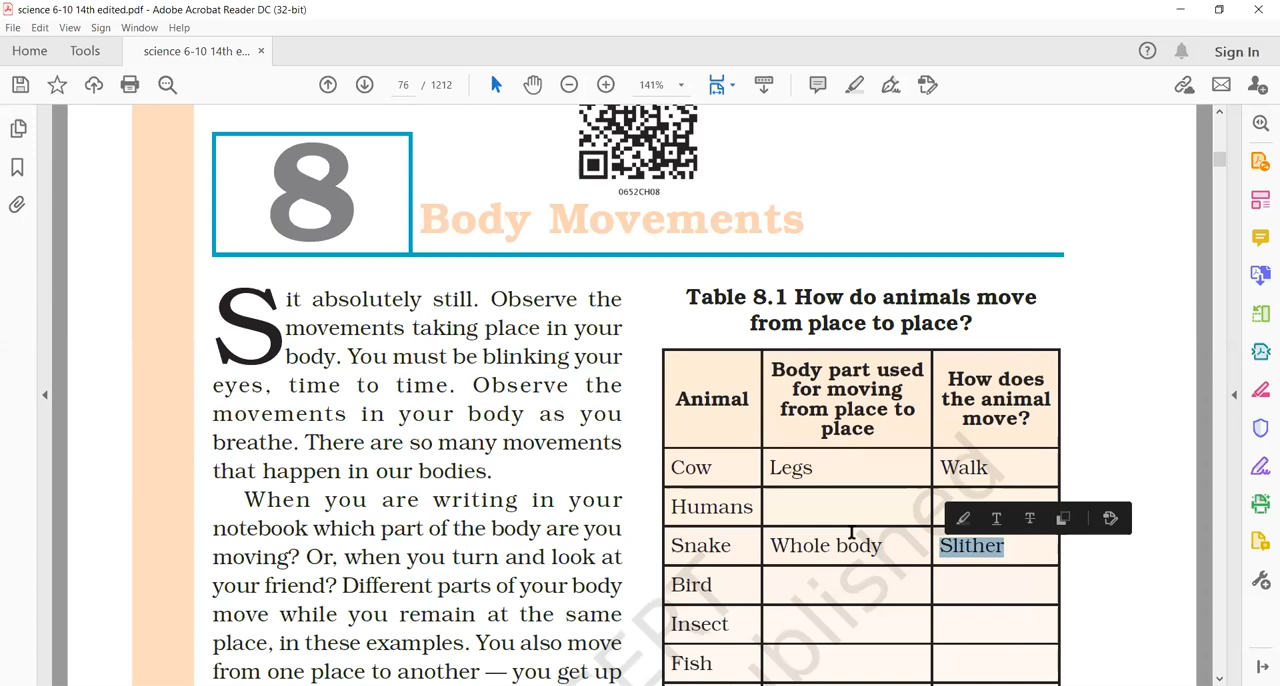 science 6-10 14th edited.pdf - Adobe Acrobat Reader DC (32-bit)
File Edit View Sign Window Help
Home Tools science 6-10 14th e... × Sign In
76 / 1212 141%
0652CH08
8
Body Movements
Sit absolutely still. Observe the
movements taking place in your
body. You must be blinking your
eyes, time to time. Observe the
movements in your body as you
breathe. There are so many movements
that happen in our bodies.
When you are writing in your
notebook which part of the body are you
moving? Or, when you turn and look at
your friend? Different parts of your body
move while you remain at the same
place, in these examples. You also move
from one place to another — you get up
Table 8.1 How do animals move
from place to place?
Animal
Body part used
for moving
from place to
place
How does
the animal
move?
Cow Legs Walk
Humans
Snake Whole body Slither
Bird
Insect
Fish